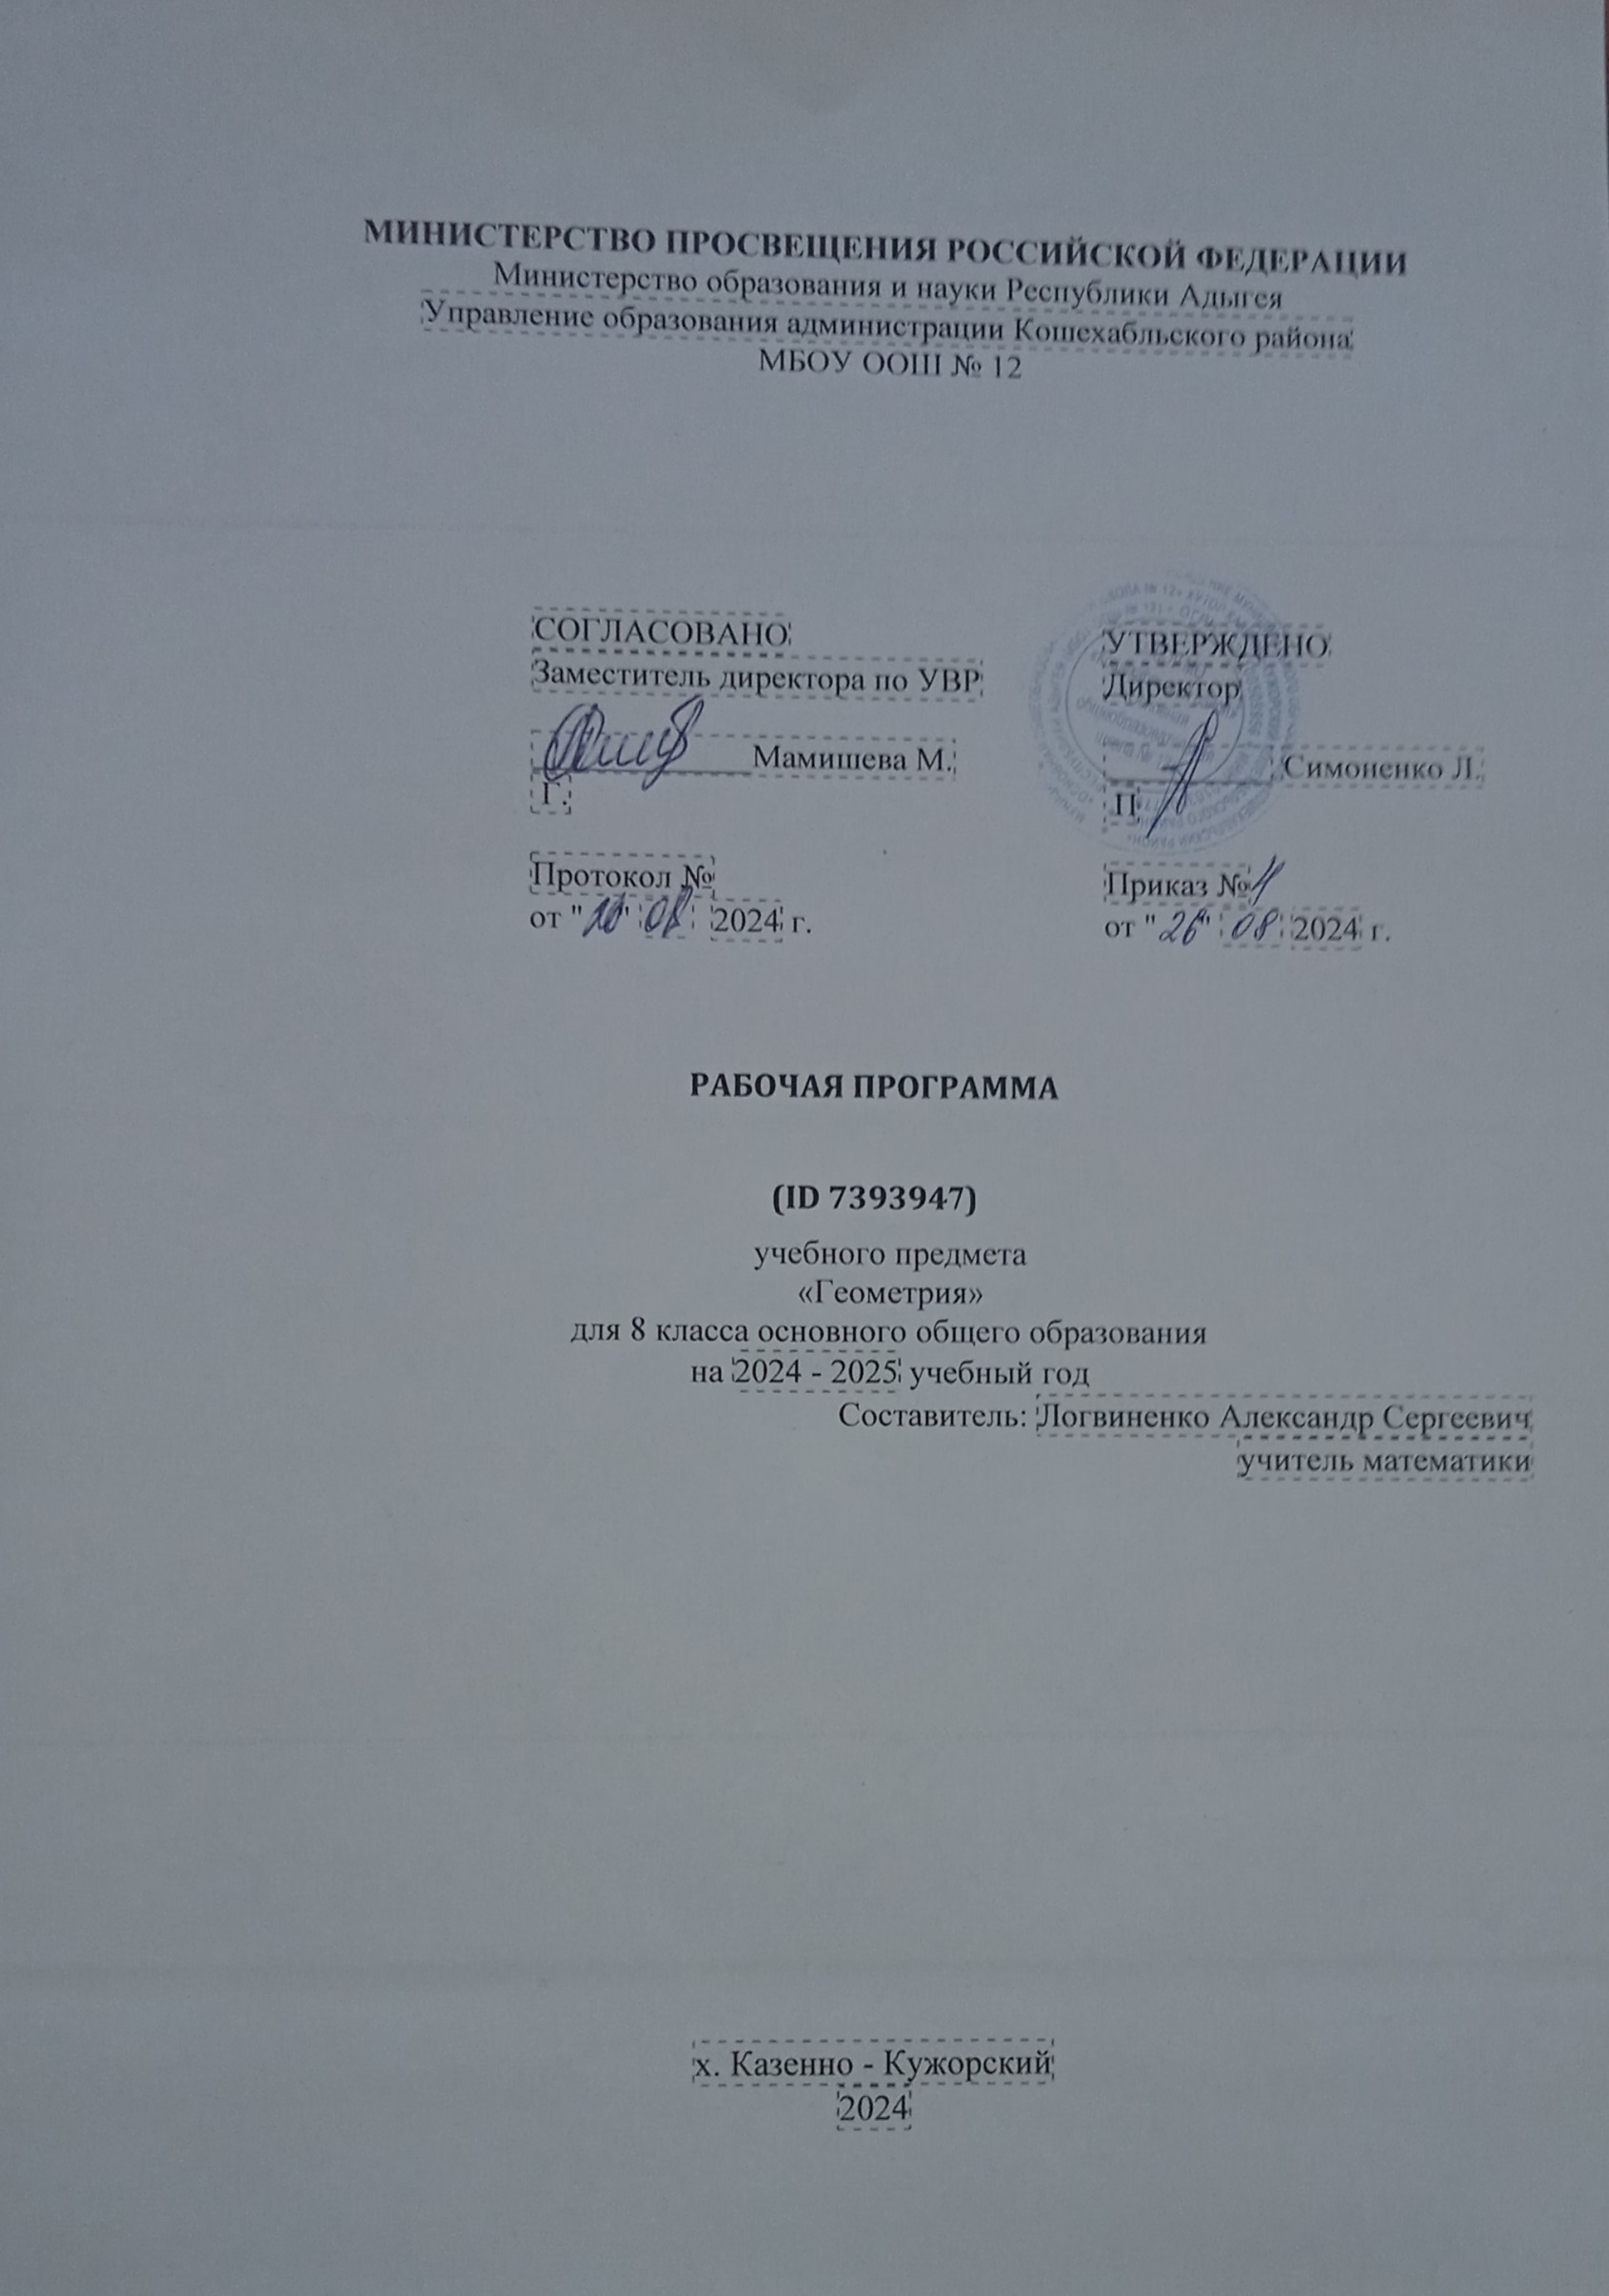 МИНИСТЕРСТВО ПРОСВЕЩЕНИЯ РОССИЙСКОЙ ФЕДЕРАЦИИ
Министерство образования и науки Республики Адыгея
Управление образования администрации Кошехабльского района
МБОУ ООШ № 12
СОГЛАСОВАНО
Заместитель директора по УВР
Мамишева М.
Г.
Протокол №
от " " 08 2024 г.
УТВЕРЖДЕНО
Директор
Симоненко Л.
П
Приказ №
от "26" 08 2024 г.
РАБОЧАЯ ПРОГРАММА
(ID 7393947)
учебного предмета
«Геометрия»
для 8 класса основного общего образования
на 2024 - 2025 учебный год
Составитель: Логвиненко Александр Сергеевич
учитель математики
х. Казенно - Кужорский
2024